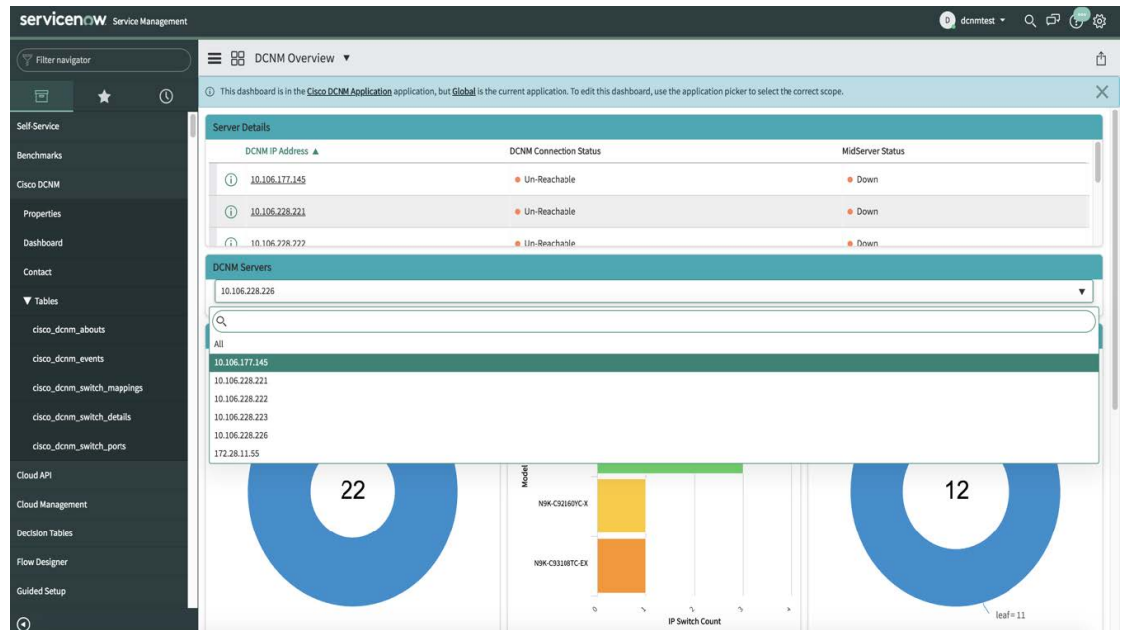 servicenow Service Management
D dcnmtest
Filter navigator
DCNM Overview ▼
This dashboard is in the Cisco DCNM Application application, but Global is the current application. To edit this dashboard, use the application picker to select the correct scope.
Self-Service
Benchmarks
Cisco DCNM
Properties
Dashboard
Contact
▼ Tables
cisco_dcnm_abouts
cisco_dcnm_events
cisco_dcnm_switch_mappings
cisco_dcnm_switch_details
cisco_dcnm_switch_ports
Cloud API
Cloud Management
Decision Tables
Flow Designer
Guided Setup
Server Details
DCNM IP Address ▲ DCNM Connection Status MidServer Status
10.106.177.145 Un-Reachable Down
10.106.228.221 Un-Reachable Down
10.106.228.222 Un-Reachable Down
DCNM Servers
10.106.228.226 ▼
All
10.106.177.145
10.106.228.221
10.106.228.222
10.106.228.223
10.106.228.226
172.28.11.55
22
Model
N9K-C92160YC-X
N9K-C93108TC-EX
0 1 2 3 4
IP Switch Count
12
leaf= 11